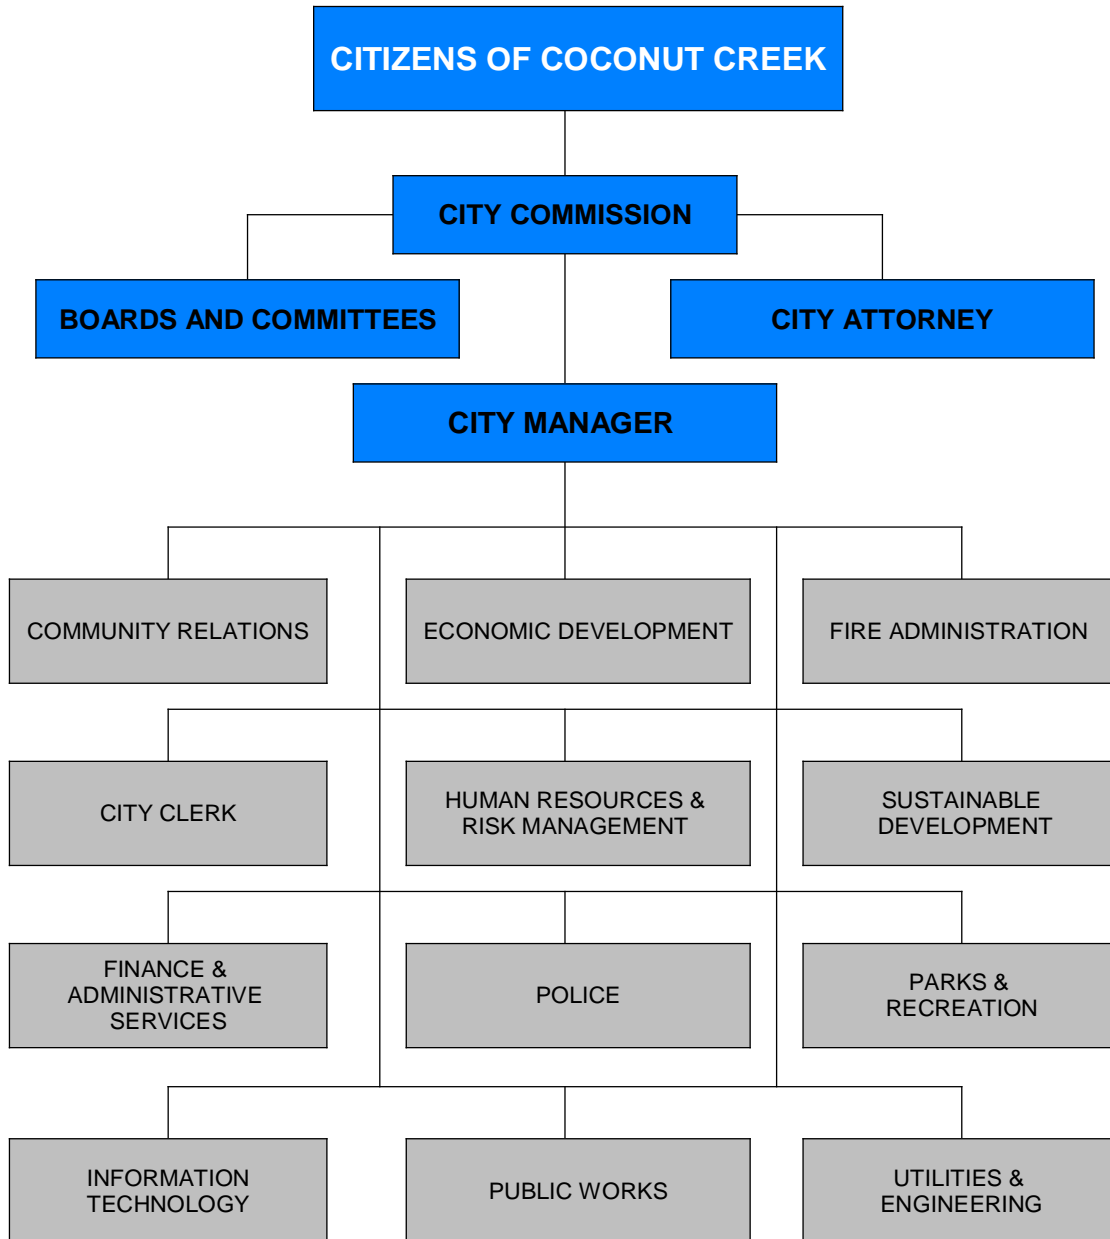 CITIZENS OF COCONUT CREEK
CITY COMMISSION
BOARDS AND COMMITTEES
CITY ATTORNEY
CITY MANAGER
COMMUNITY RELATIONS
ECONOMIC DEVELOPMENT
FIRE ADMINISTRATION
CITY CLERK
HUMAN RESOURCES &
RISK MANAGEMENT
SUSTAINABLE
DEVELOPMENT
FINANCE &
ADMINISTRATIVE
SERVICES
POLICE
PARKS &
RECREATION
INFORMATION
TECHNOLOGY
PUBLIC WORKS
UTILITIES &
ENGINEERING